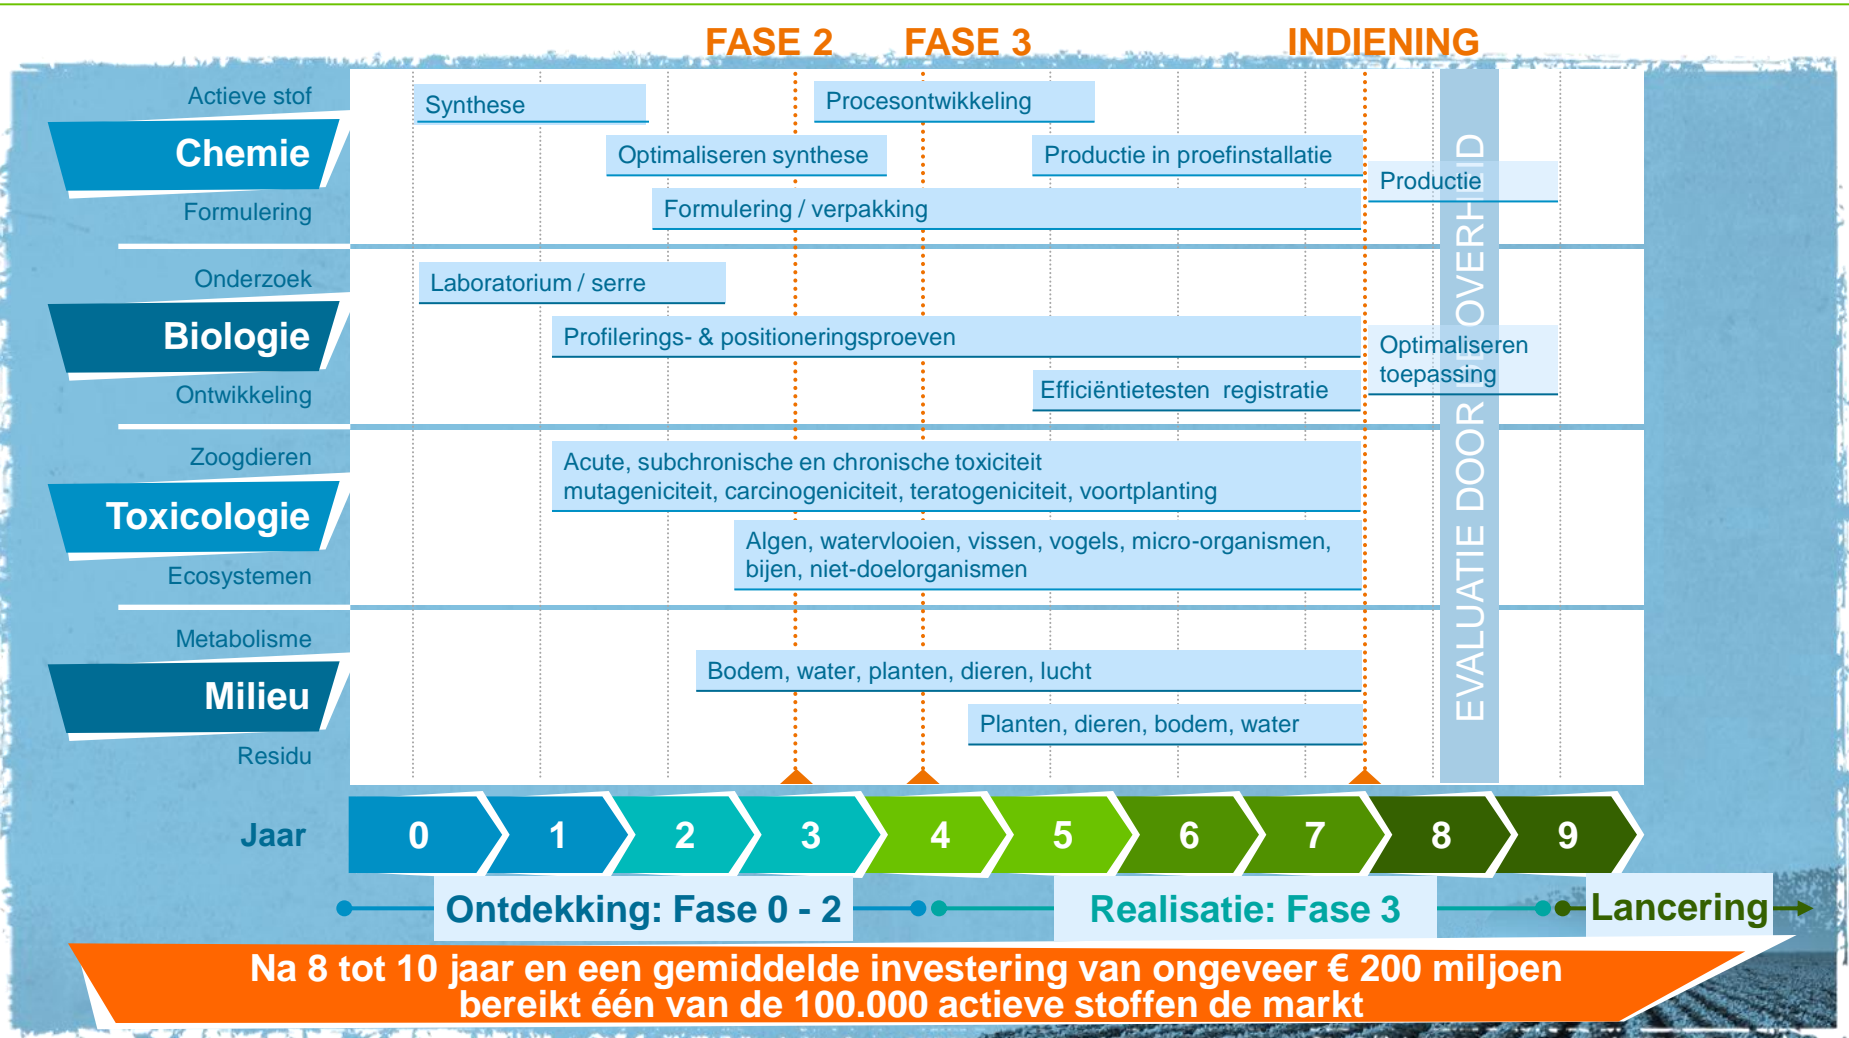 FASE 2
FASE 3
INDIENING
Actieve stof
Chemie
Formulering
Synthese
Procesontwikkeling
Optimaliseren synthese
Productie in proefinstallatie
Productie
Formulering / verpakking
Onderzoek
Biologie
Ontwikkeling
Laboratorium / serre
Profilerings- & positioneringsproeven
Optimaliseren
toepassing
Efficiëntietesten registratie
Zoogdieren
Toxicologie
Ecosystemen
Acute, subchronische en chronische toxiciteit
mutageniciteit, carcinogeniciteit, teratogeniciteit, voortplanting
Algen, watervlooien, vissen, vogels, micro-organismen,
bijen, niet-doelorganismen
Metabolisme
Milieu
Residu
Bodem, water, planten, dieren, lucht
Planten, dieren, bodem, water
EVALUATIE DOOR DE OVERHEID
Jaar
0
1
2
3
4
5
6
7
8
9
Ontdekking: Fase 0 - 2
Realisatie: Fase 3
Lancering
Na 8 tot 10 jaar en een gemiddelde investering van ongeveer € 200 miljoen
bereikt één van de 100.000 actieve stoffen de markt